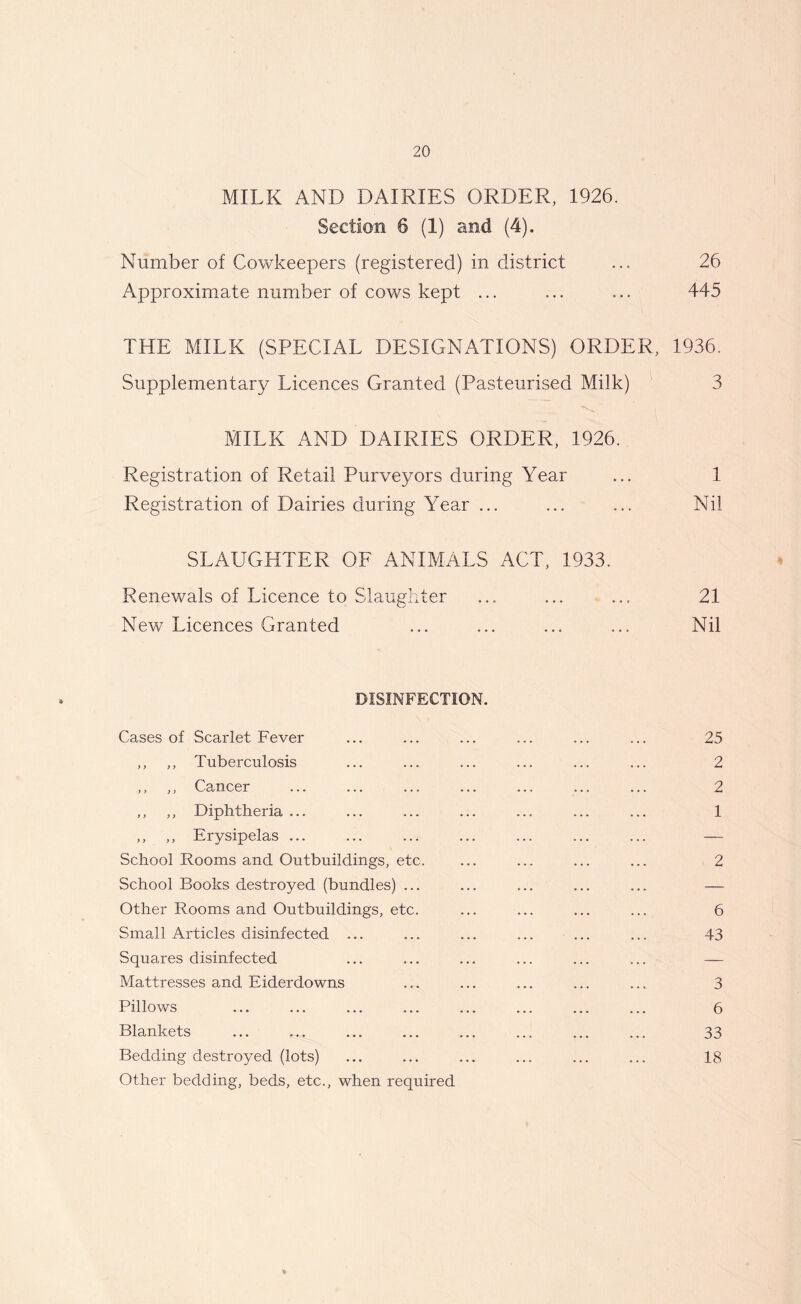 20
MILK AND DAIRIES ORDER, 1926.
Section 6 (1) and (4).
Number of Cowkeepers (registered) in district ... 26
Approximate number of cows kept ... ... ... 445
THE MILK (SPECIAL DESIGNATIONS) ORDER, 1936.
Supplementary Licences Granted (Pasteurised Milk) 3
MILK AND DAIRIES ORDER, 1926.
Registration of Retail Purveyors during Year ... 1
Registration of Dairies during Year ... ... ... Nil
SLAUGHTER OF ANIMALS ACT, 1933.
Renewals of Licence to Slaughter ... ... ... 21
New Licences Granted ... ... ... ... Nil
DISINFECTION.
Cases of Scarlet Fever ... ... ... ... ... ... 25
,, ,, Tuberculosis ... ... ... ... ... ... 2
,, ,, Cancer ... ... ... ... ... ... ... 2
,, ,, Diphtheria ... ... ... ... ... ... ... 1
,, ,, Erysipelas ... ... ... ... ... ... ... —
School Rooms and Outbuildings, etc. ... ... ... ... 2
School Books destroyed (bundles) ... ... ... ... ... —
Other Rooms and Outbuildings, etc. ... ... ... ... 6
Small Articles disinfected ... ... ... ... ... ... 43
Squares disinfected ... ... ... ... ... ... —
Mattresses and Eiderdowns ... ... ... ... ... 3
Pillows ... ... ... ... ... ... ... ... 6
Blankets ... ... ... ... ... ... ... ... 33
Bedding destroyed (lots) ... ... ... ... ... ... 18
Other bedding, beds, etc., when required